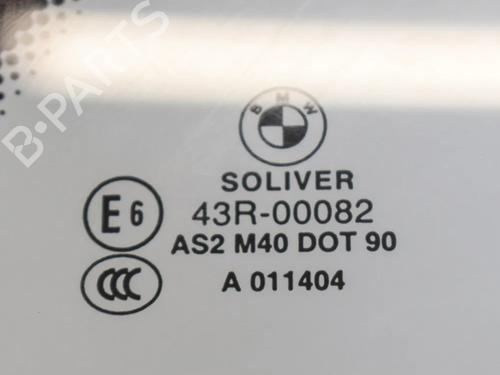 B-PARTS
BMW
SOLIVER
E6 43R-00082
AS2 M40 DOT 90
CCC A 011404